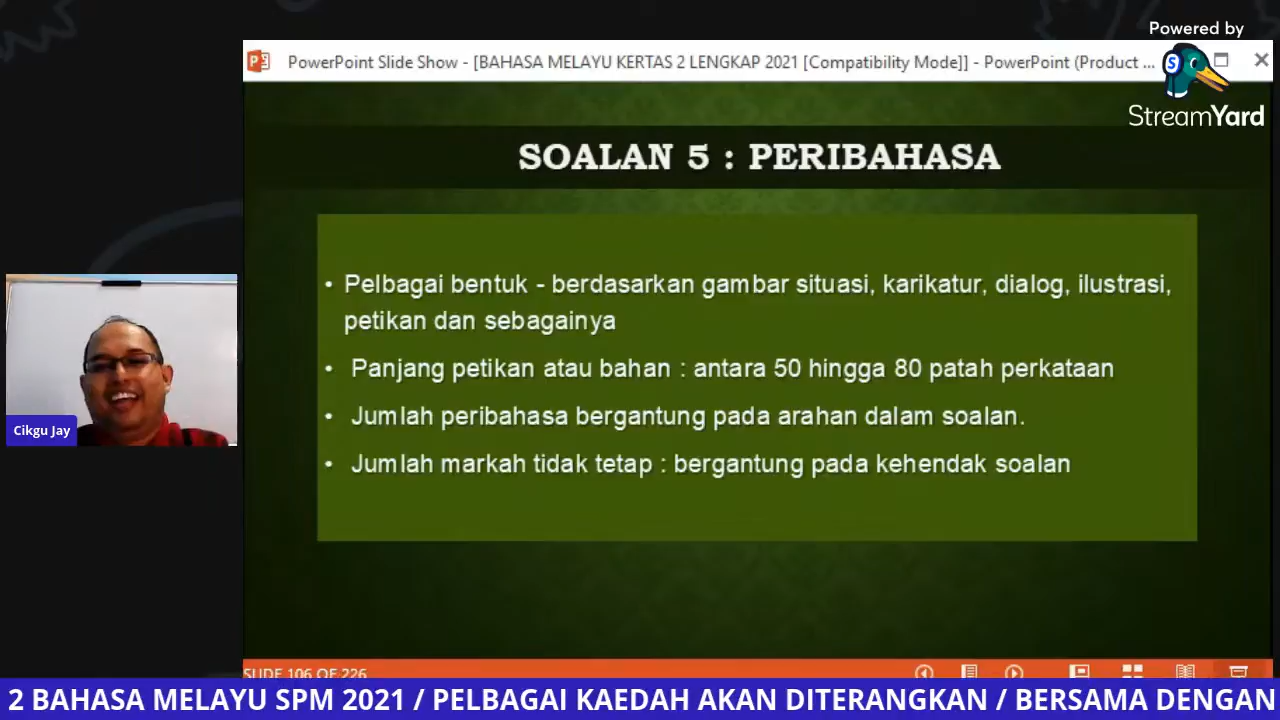 Powered by
StreamYard
PowerPoint Slide Show - [BAHASA MELAYU KERTAS 2 LENGKAP 2021 [Compatibility Mode]] - PowerPoint (Product ...
SOALAN 5 : PERIBAHASA
• Pelbagai bentuk - berdasarkan gambar situasi, karikatur, dialog, ilustrasi,
petikan dan sebagainya
• Panjang petikan atau bahan : antara 50 hingga 80 patah perkataan
• Jumlah peribahasa bergantung pada arahan dalam soalan.
• Jumlah markah tidak tetap : bergantung pada kehendak soalan
Cikgu Jay
SLIDE 106 OF 226
2 BAHASA MELAYU SPM 2021 / PELBAGAI KAEDAH AKAN DITERANGKAN / BERSAMA DENGAN